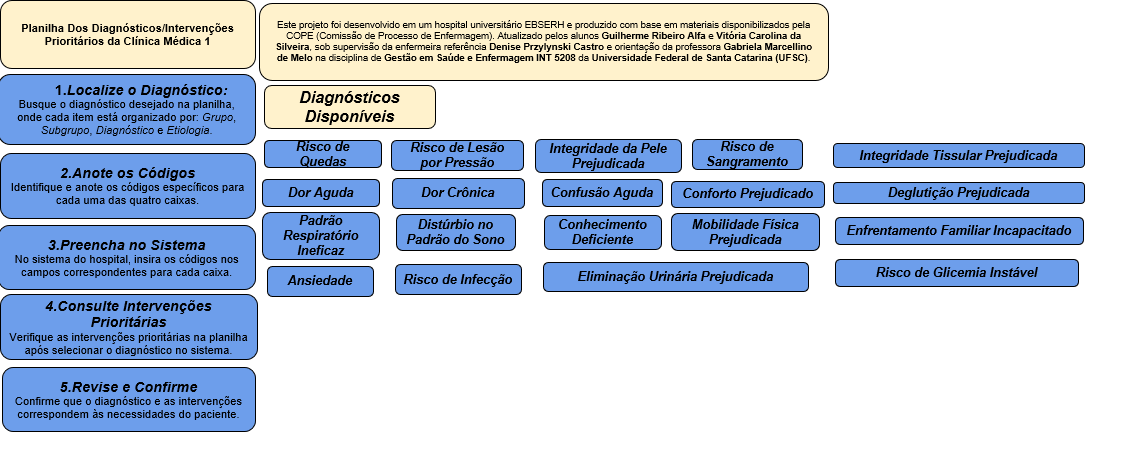 Planilha Dos Diagnósticos/Intervenções
Prioritários da Clínica Médica 1
Este projeto foi desenvolvido em um hospital universitário EBSERH e produzido com base em materiais disponibilizados pela
COPE (Comissão de Processo de Enfermagem). Atualizado pelos alunos Guilherme Ribeiro Alfa e Vitória Carolina da
Silveira, sob supervisão da enfermeira referência Denise Przylynski Castro e orientação da professora Gabriela Marcellino
de Melo na disciplina de Gestão em Saúde e Enfermagem INT 5208 da Universidade Federal de Santa Catarina (UFSC).
1.Localize o Diagnóstico:
Busque o diagnóstico desejado na planilha,
onde cada item está organizado por: Grupo,
Subgrupo, Diagnóstico e Etiologia.
2.Anote os Códigos
Identifique e anote os códigos específicos para
cada uma das quatro caixas.
3.Preencha no Sistema
No sistema do hospital, insira os códigos nos
campos correspondentes para cada caixa.
4.Consulte Intervenções
Prioritárias
Verifique as intervenções prioritárias na planilha
após selecionar o diagnóstico no sistema.
5.Revise e Confirme
Confirme que o diagnóstico e as intervenções
correspondem às necessidades do paciente.
Diagnósticos
Disponíveis
Risco de
Quedas
Risco de Lesão
por Pressão
Integridade da Pele
Prejudicada
Risco de
Sangramento
Integridade Tissular Prejudicada
Dor Aguda
Dor Crônica
Confusão Aguda
Conforto Prejudicado
Deglutição Prejudicada
Padrão
Respiratório
Ineficaz
Distúrbio no
Padrão do Sono
Conhecimento
Deficiente
Mobilidade Física
Prejudicada
Enfrentamento Familiar Incapacitado
Ansiedade
Risco de Infecção
Eliminação Urinária Prejudicada
Risco de Glicemia Instável